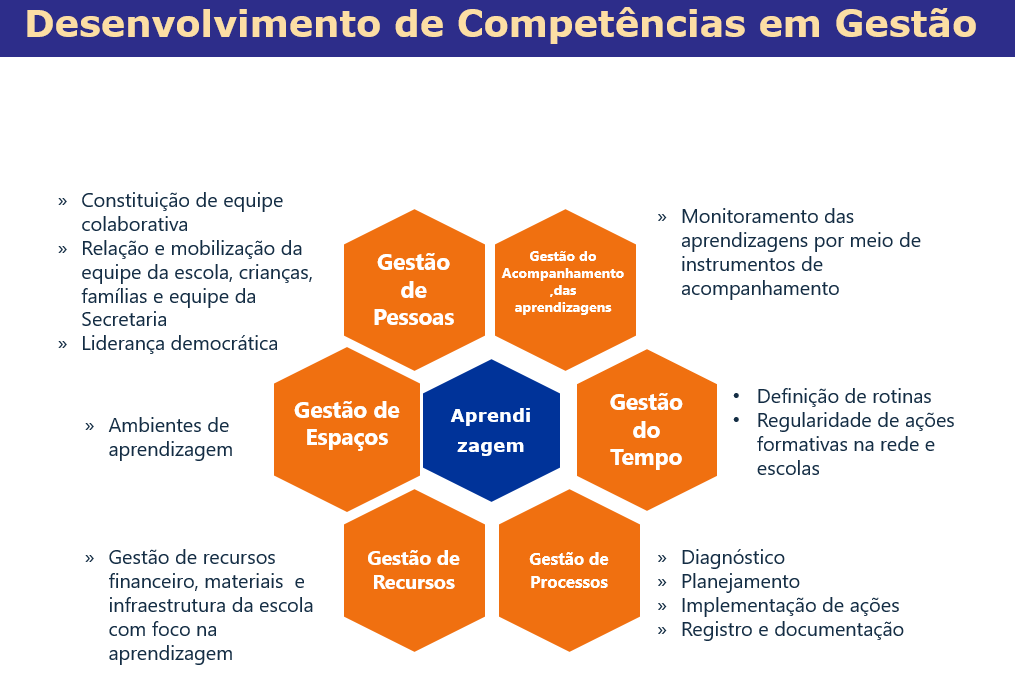 Desenvolvimento de Competências em Gestão
» Constituição de equipe
colaborativa
» Relação e mobilização da
equipe da escola, crianças,
famílias e equipe da
Secretaria
» Liderança democrática
Gestão
de
Pessoas
Gestão do
Acompanhamento
,das
aprendizagens
» Monitoramento das
aprendizagens por meio de
instrumentos de
acompanhamento
» Ambientes de
aprendizagem
Gestão de
Espaços
Aprendi
zagem
Gestão
do
Tempo
• Definição de rotinas
• Regularidade de ações
formativas na rede e
escolas
» Gestão de recursos
financeiro, materiais e
infraestrutura da escola
com foco na
aprendizagem
Gestão de
Recursos
Gestão de
Processos
» Diagnóstico
» Planejamento
» Implementação de ações
» Registro e documentação